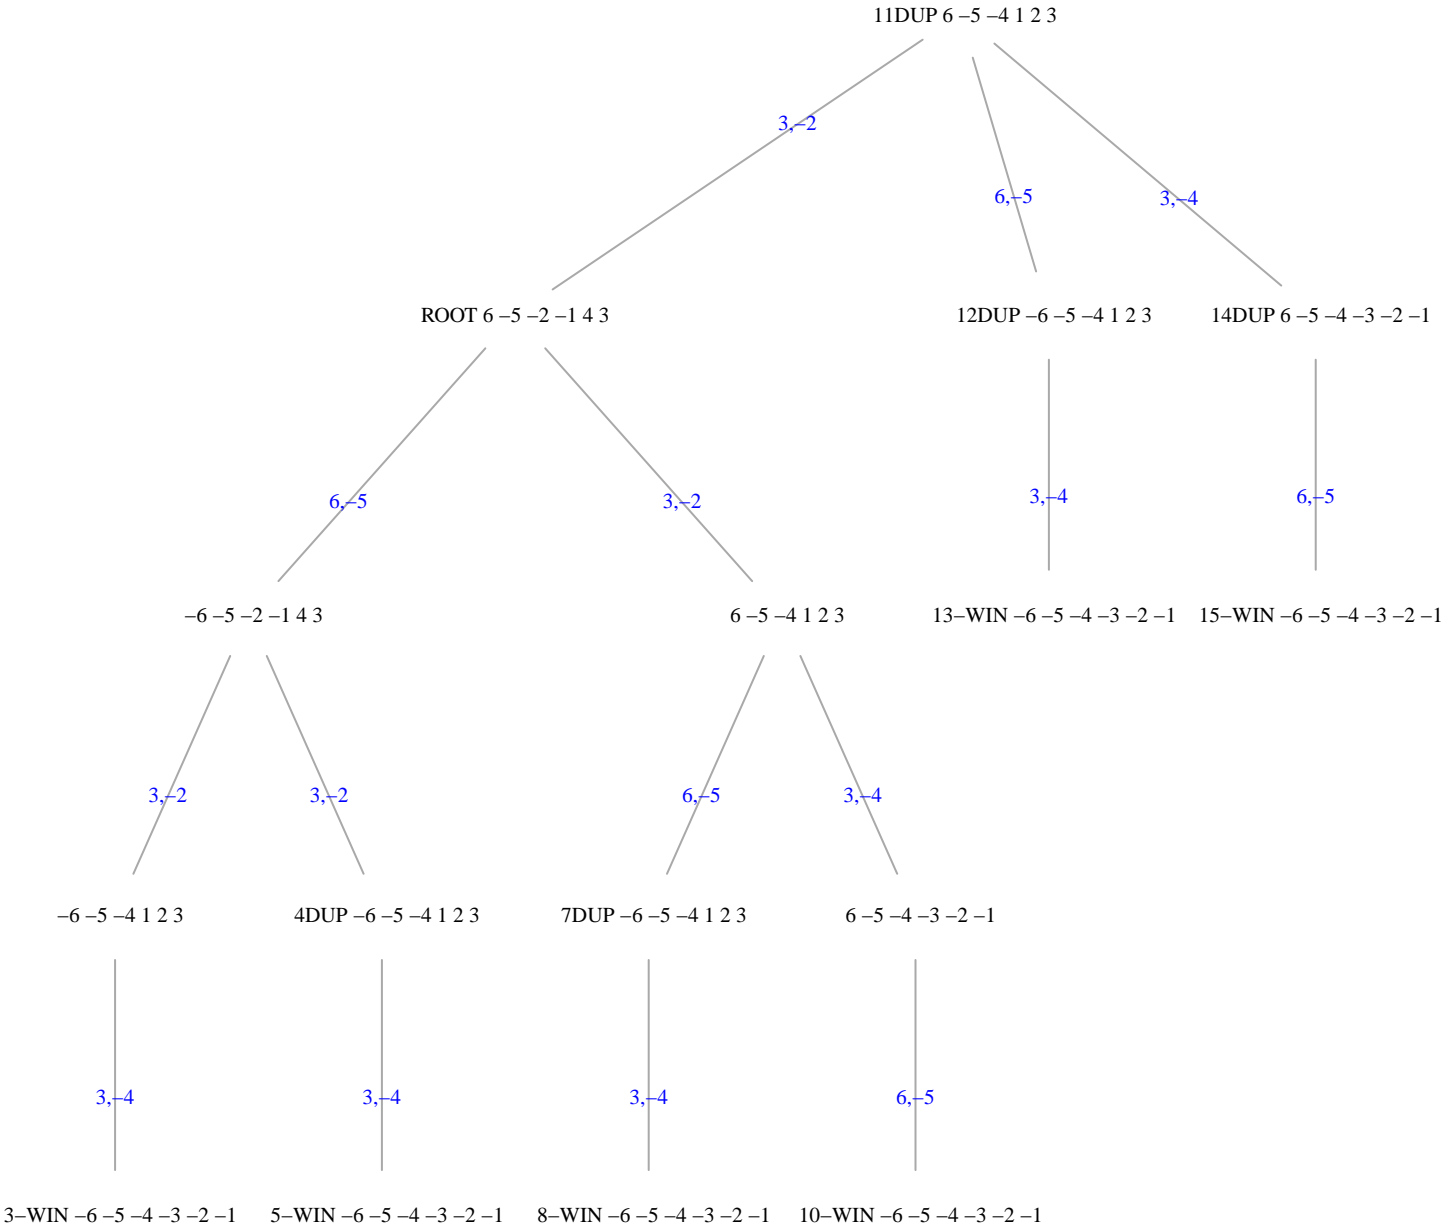 11DUP 6 –5 –4 1 2 3
3,–2
6,–5
3,–4
ROOT 6 –5 –2 –1 4 3
12DUP –6 –5 –4 1 2 3
14DUP 6 –5 –4 –3 –2 –1
6,–5
3,–2
3,–4
6,–5
–6 –5 –2 –1 4 3
6 –5 –4 1 2 3
13–WIN –6 –5 –4 –3 –2 –1
15–WIN –6 –5 –4 –3 –2 –1
3,–2
3,–2
6,–5
3,–4
–6 –5 –4 1 2 3
4DUP –6 –5 –4 1 2 3
7DUP –6 –5 –4 1 2 3
6 –5 –4 –3 –2 –1
3,–4
3,–4
3,–4
6,–5
3–WIN –6 –5 –4 –3 –2 –1
5–WIN –6 –5 –4 –3 –2 –1
8–WIN –6 –5 –4 –3 –2 –1
10–WIN –6 –5 –4 –3 –2 –1